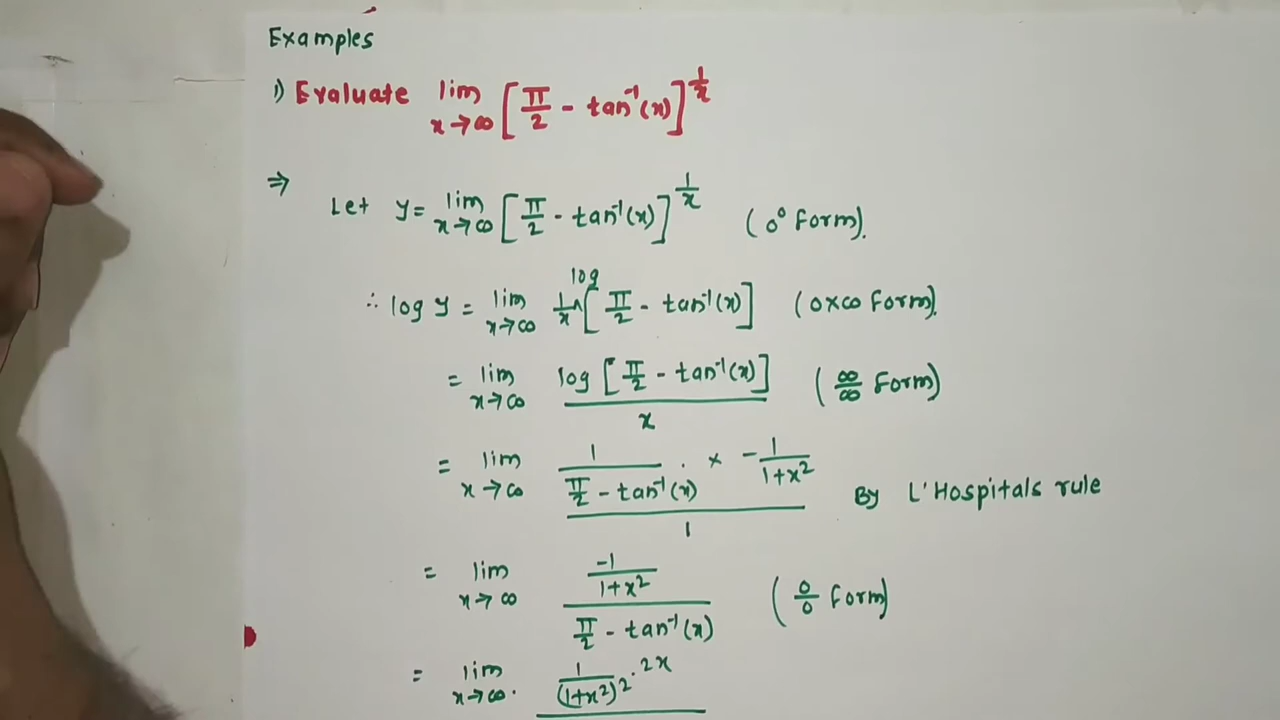 Examples
1) Evaluate lim x→∞ [π/2 - tan⁻¹(x)]^(1/x)
⇒
Let y = lim x→∞ [π/2 - tan⁻¹(x)]^(1/x) (0⁰ form).
∴ log y = lim x→∞ 1/x ^ log [π/2 - tan⁻¹(x)] (0×∞ form).
= lim x→∞ log [π/2 - tan⁻¹(x)] / x (∞/∞ form)
= lim x→∞ (1/(π/2 - tan⁻¹(x)) · × -1/(1+x²)) / 1 By L'Hospitals rule
= lim x→∞ (-1/(1+x²)) / (π/2 - tan⁻¹(x)) (0/0 form)
= lim x→∞ . 1/(1+x²)² · 2x